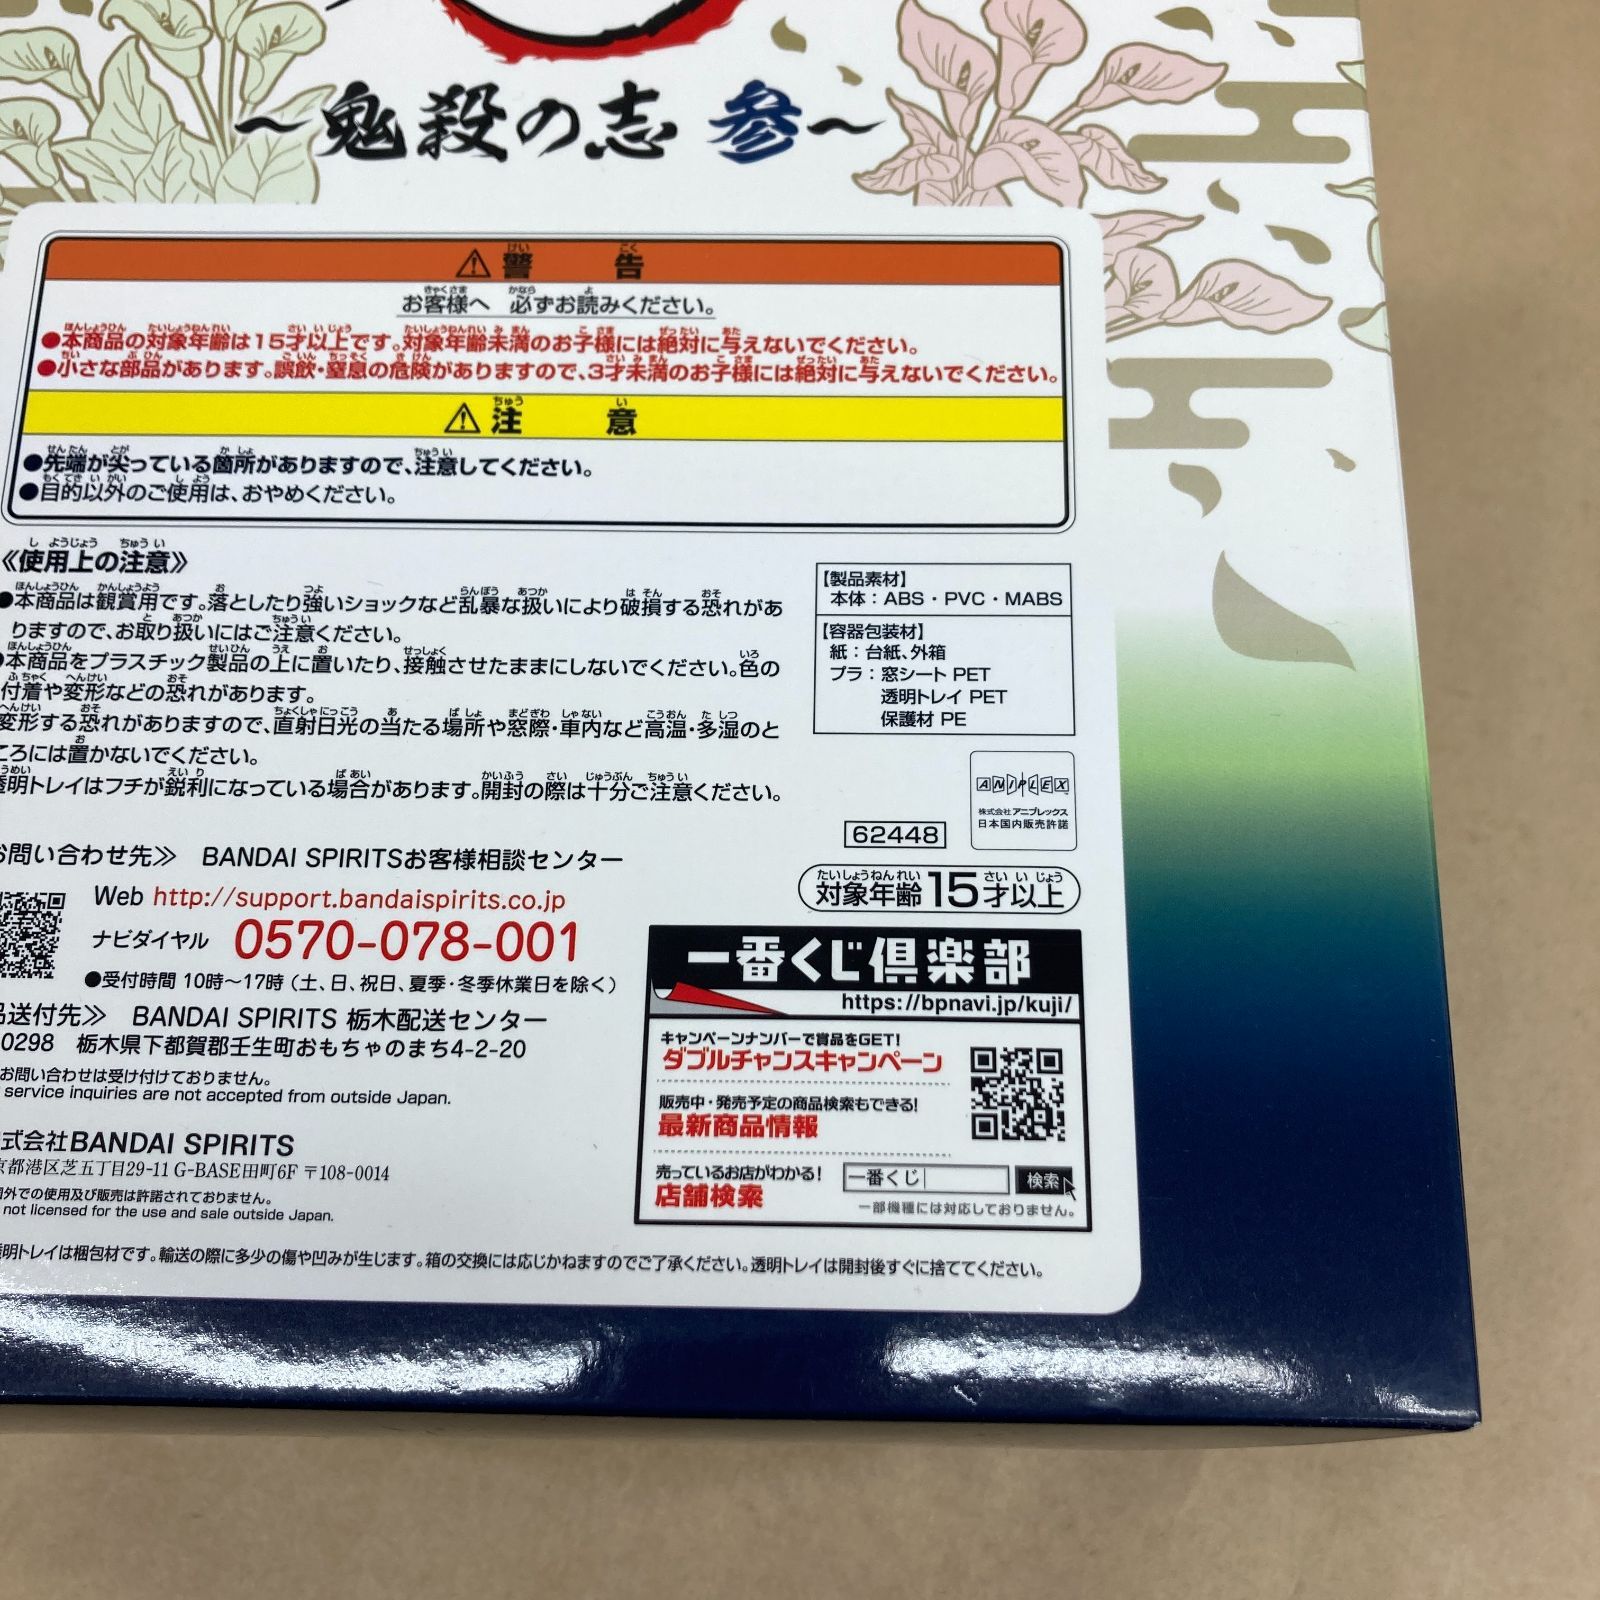 ～鬼殺の志 参～
⚠警告
お客様へ 必ずお読みください。
●本商品の対象年齢は15才以上です。対象年齢未満のお子様には絶対に与えないでください。
●小さな部品があります。誤飲・窒息の危険がありますので、3才未満のお子様には絶対に与えないでください。
⚠注意
●先端が尖っている箇所がありますので、注意してください。
●目的以外のご使用は、おやめください。
《使用上の注意》
●本商品は観賞用です。落としたり強いショックなど乱暴な扱いにより破損する恐れがあ
りますので、お取り扱いにはご注意ください。
●本商品をプラスチック製品の上に置いたり、接触させたままにしないでください。色の
付着や変形などの恐れがあります。
変形する恐れがありますので、直射日光の当たる場所や窓際・車内など高温・多湿のと
ころには置かないでください。
透明トレイはフチが鋭利になっている場合があります。開封の際は十分ご注意ください。
【製品素材】
本体：ABS・PVC・MABS
【容器包装材】
紙：台紙、外箱
プラ：窓シート PET
透明トレイ PET
保護材 PE
ANIPLEX
株式会社アニプレックス
日本国内販売許諾
62448
対象年齢15才以上
お問い合わせ先≫ BANDAI SPIRITSお客様相談センター
Web http://support.bandaispirits.co.jp
ナビダイヤル 0570-078-001
●受付時間 10時～17時（土、日、祝日、夏季・冬季休業日を除く）
品送付先≫ BANDAI SPIRITS 栃木配送センター
0298 栃木県下都賀郡壬生町おもちゃのまち4-2-20
お問い合わせは受け付けておりません。
service inquiries are not accepted from outside Japan.
式会社BANDAI SPIRITS
京都港区芝五丁目29-11 G-BASE田町6F 〒108-0014
国外での使用及び販売は許諾されておりません。
not licensed for the use and sale outside Japan.
透明トレイは梱包材です。輸送の際に多少の傷や凹みが生じます。箱の交換には応じかねますのでご了承ください。透明トレイは開封後すぐに捨ててください。
一番くじ倶楽部
https://bpnavi.jp/kuji/
キャンペーンナンバーで賞品をGET!
ダブルチャンスキャンペーン
販売中・発売予定の商品検索もできる!
最新商品情報
売っているお店がわかる!
店舗検索
一番くじ 検索
一部機種には対応しておりません。